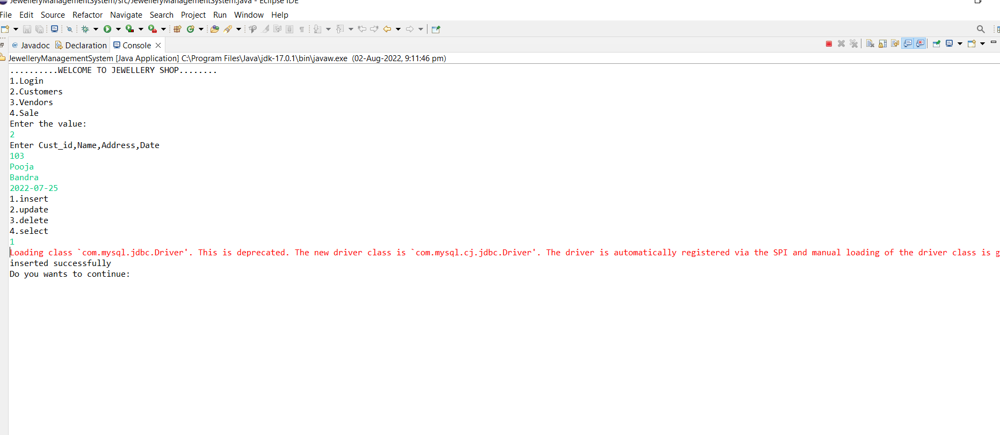 JewelleryManagementSystem/src/JewelleryManagementSystem.java - Eclipse IDE
File Edit Source Refactor Navigate Search Project Run Window Help
@ Javadoc Declaration Console
JewelleryManagementSystem [Java Application] C:\Program Files\Java\jdk-17.0.1\bin\javaw.exe (02-Aug-2022, 9:11:46 pm)
..........WELCOME TO JEWELLERY SHOP........
1.Login
2.Customers
3.Vendors
4.Sale
Enter the value:
2
Enter Cust_id,Name,Address,Date
103
Pooja
Bandra
2022-07-25
1.insert
2.update
3.delete
4.select
1
Loading class `com.mysql.jdbc.Driver'. This is deprecated. The new driver class is `com.mysql.cj.jdbc.Driver'. The driver is automatically registered via the SPI and manual loading of the driver class is g
inserted successfully
Do you wants to continue: